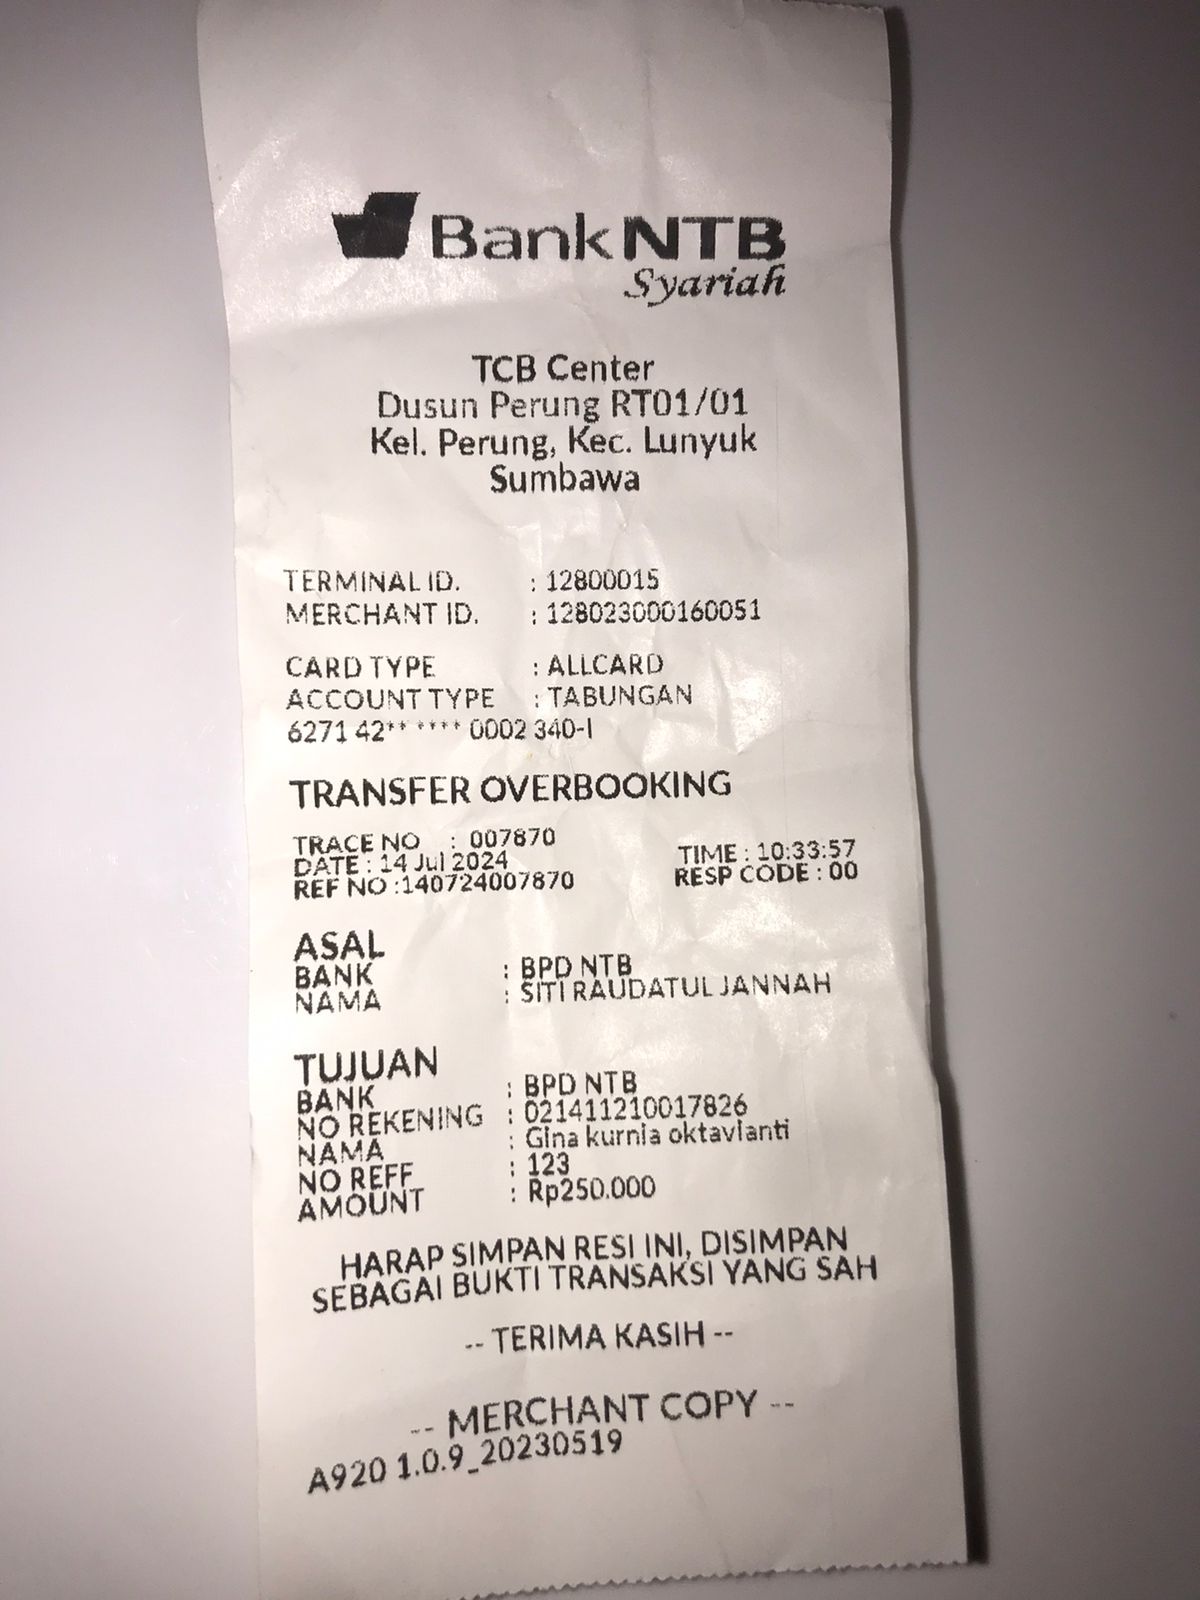 Bank NTB
Syariah
TCB Center
Dusun Perung RT01/01
Kel. Perung, Kec. Lunyuk
Sumbawa
TERMINAL ID. : 12800015
MERCHANT ID. : 128023000160051
CARD TYPE : ALLCARD
ACCOUNT TYPE : TABUNGAN
6271 42** **** 0002 340-I
TRANSFER OVERBOOKING
TRACE NO : 007870
DATE : 14 Jul 2024 TIME : 10:33:57
REF NO :140724007870 RESP CODE : 00
ASAL
BANK : BPD NTB
NAMA : SITI RAUDATUL JANNAH
TUJUAN
BANK : BPD NTB
NO REKENING : 021411210017826
NAMA : Gina kurnia oktavianti
NO REFF : 123
AMOUNT : Rp250.000
HARAP SIMPAN RESI INI, DISIMPAN
SEBAGAI BUKTI TRANSAKSI YANG SAH
-- TERIMA KASIH --
-- MERCHANT COPY --
A920 1.0.9_20230519